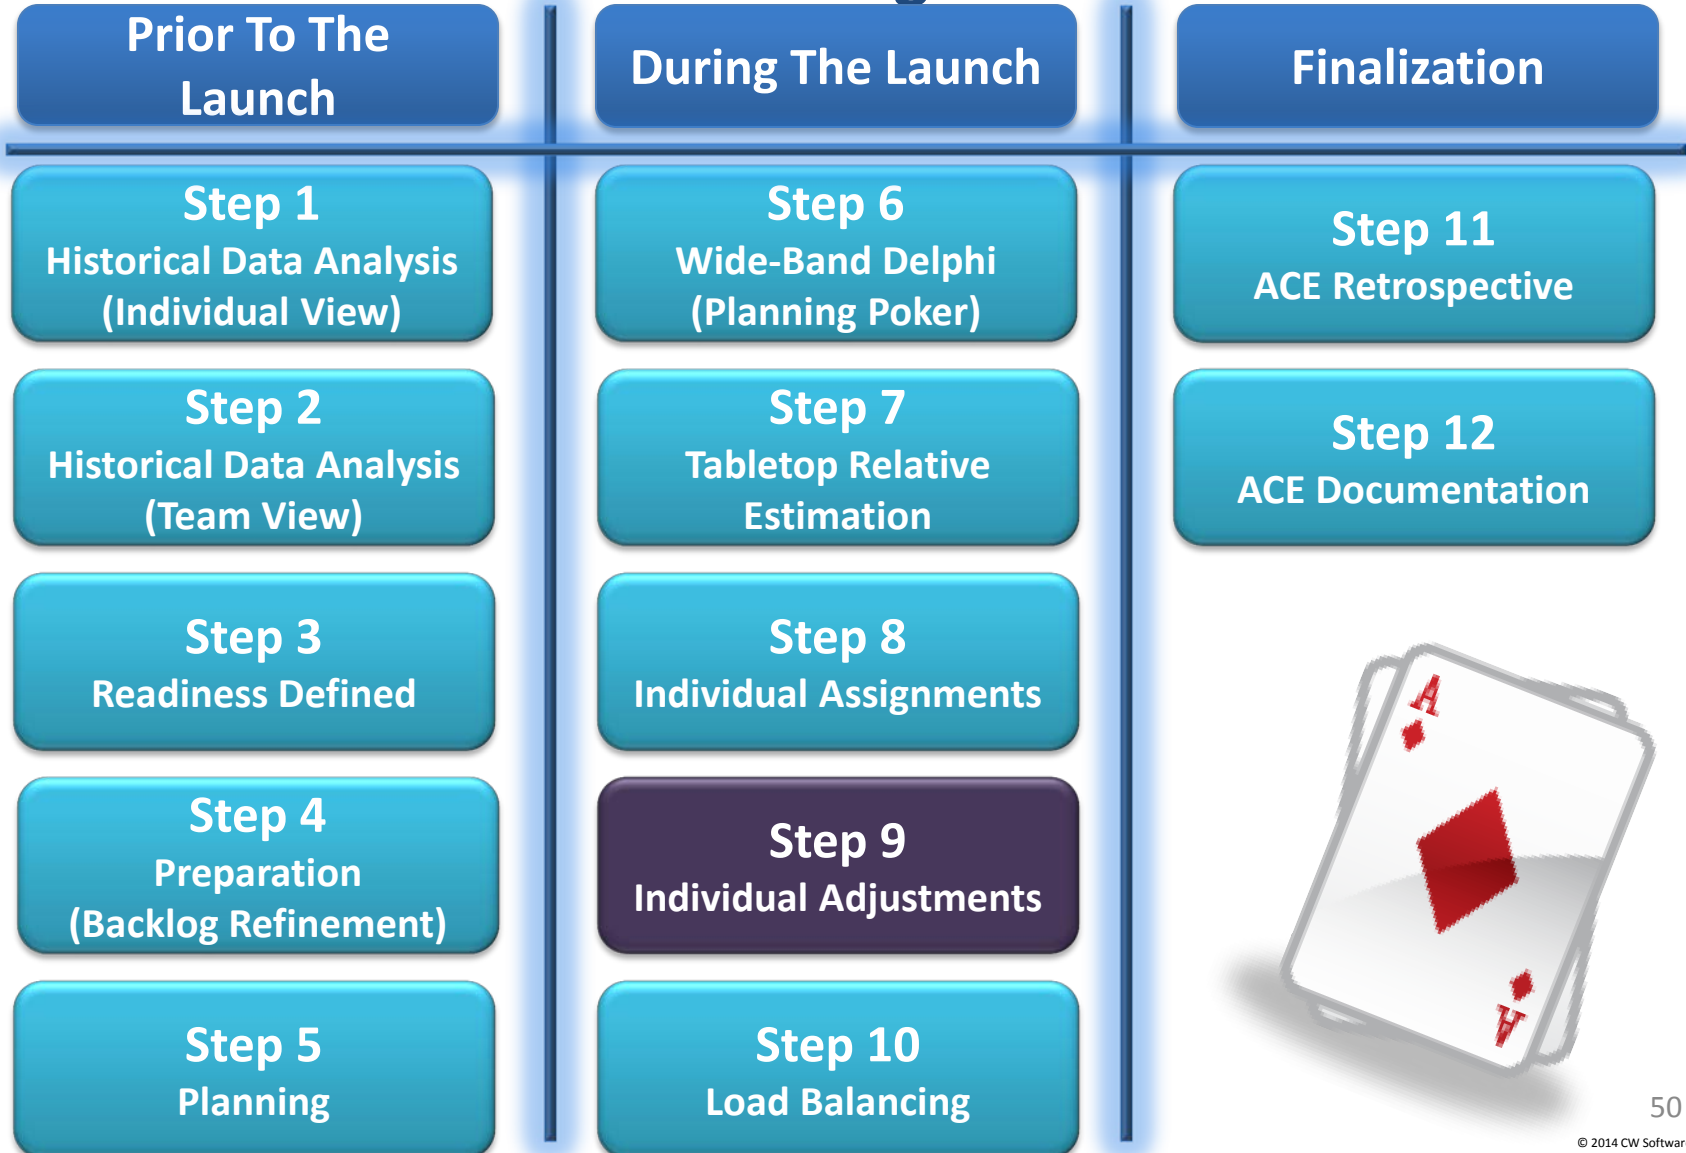 Prior To The
Launch
During The Launch
Finalization
Step 1
Historical Data Analysis
(Individual View)
Step 2
Historical Data Analysis
(Team View)
Step 3
Readiness Defined
Step 4
Preparation
(Backlog Refinement)
Step 5
Planning
Step 6
Wide-Band Delphi
(Planning Poker)
Step 7
Tabletop Relative
Estimation
Step 8
Individual Assignments
Step 9
Individual Adjustments
Step 10
Load Balancing
Step 11
ACE Retrospective
Step 12
ACE Documentation
A
A
50
© 2014 CW Softwar